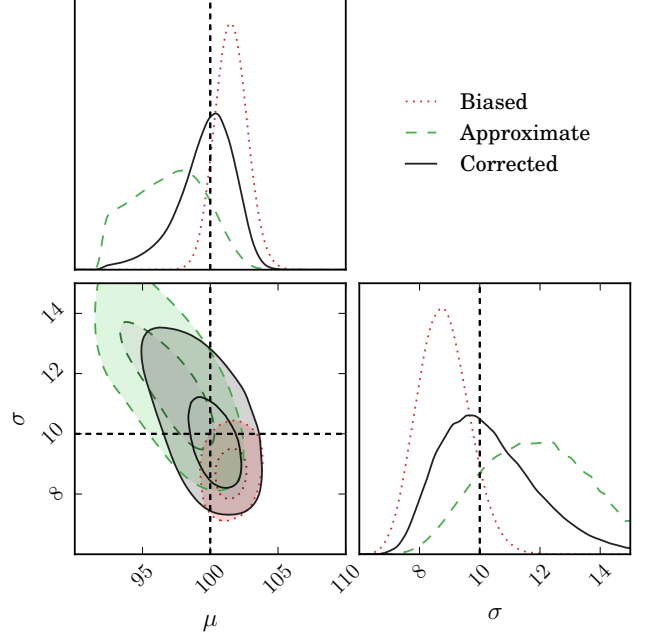 Biased
Approximate
Corrected
14
12
10
8
σ
95
100
105
110
μ
8
10
12
14
σ